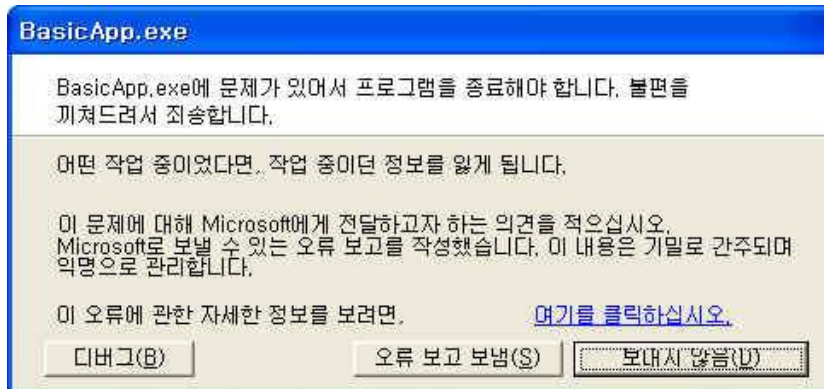 BasicApp.exe
BasicApp.exe에 문제가 있어서 프로그램을 종료해야 합니다. 불편을
끼쳐드려서 죄송합니다.
어떤 작업 중이었다면, 작업 중이던 정보를 잃게 됩니다.
이 문제에 대해 Microsoft에게 전달하고자 하는 의견을 적으십시오.
Microsoft로 보낼 수 있는 오류 보고를 작성했습니다. 이 내용은 기밀로 간주되며
익명으로 관리합니다.
이 오류에 관한 자세한 정보를 보려면, 여기를 클릭하십시오.
디버그(B) 오류 보고 보냄(S) 보내지 않음(D)